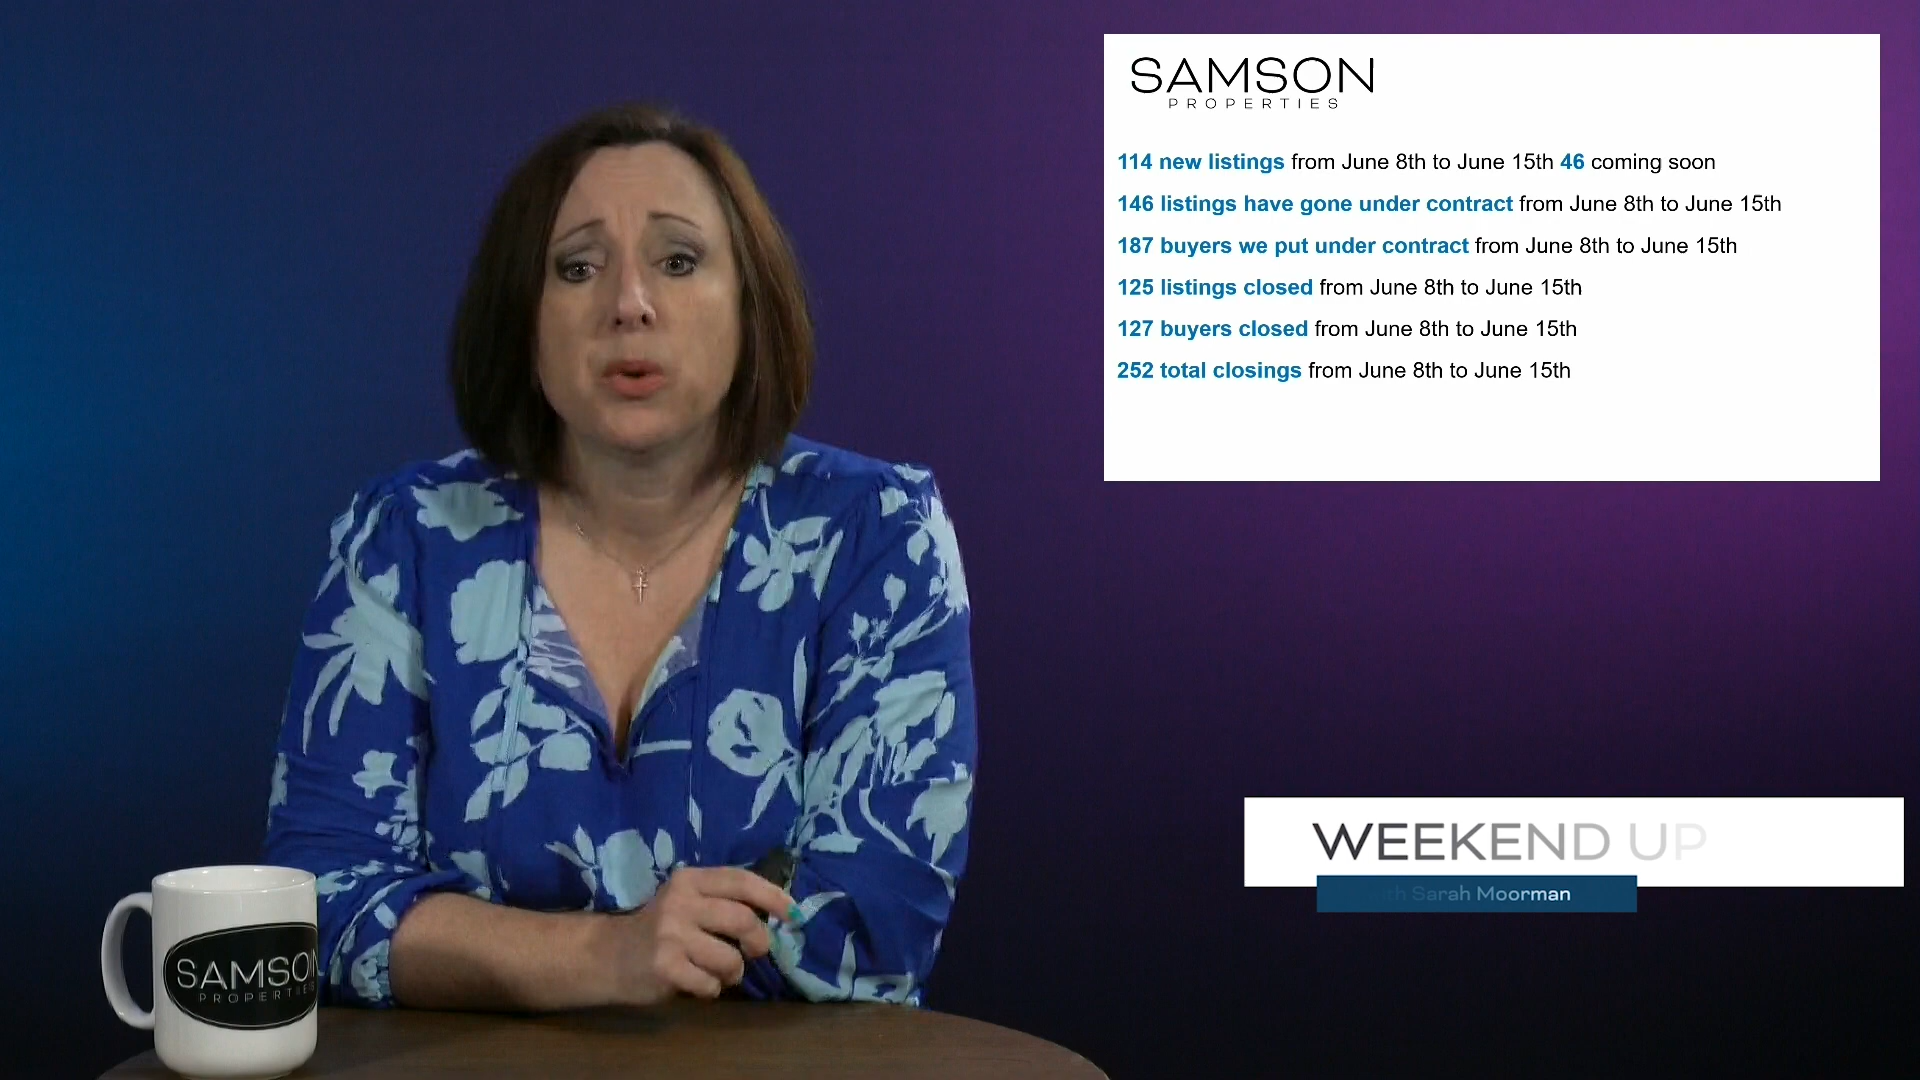 SAMSON
PROPERTIES
114 new listings from June 8th to June 15th 46 coming soon
146 listings have gone under contract from June 8th to June 15th
187 buyers we put under contract from June 8th to June 15th
125 listings closed from June 8th to June 15th
127 buyers closed from June 8th to June 15th
252 total closings from June 8th to June 15th
WEEKEND UP
Sarah Moorman
SAMSON
PROPERTIES